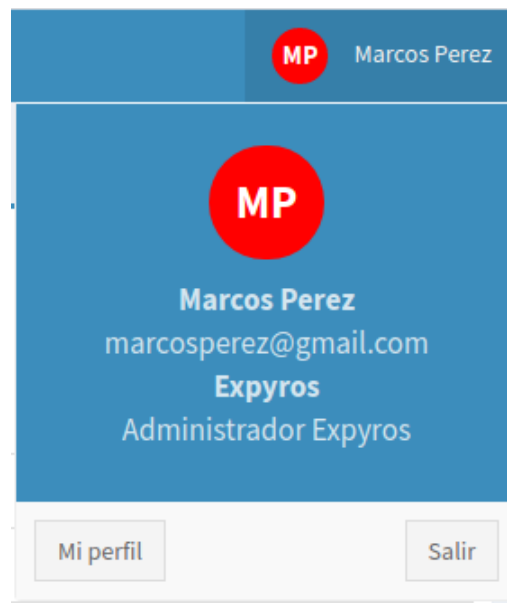 MP Marcos Perez
MP
Marcos Perez
marcosperez@gmail.com
Expyros
Administrador Expyros
Mi perfil Salir